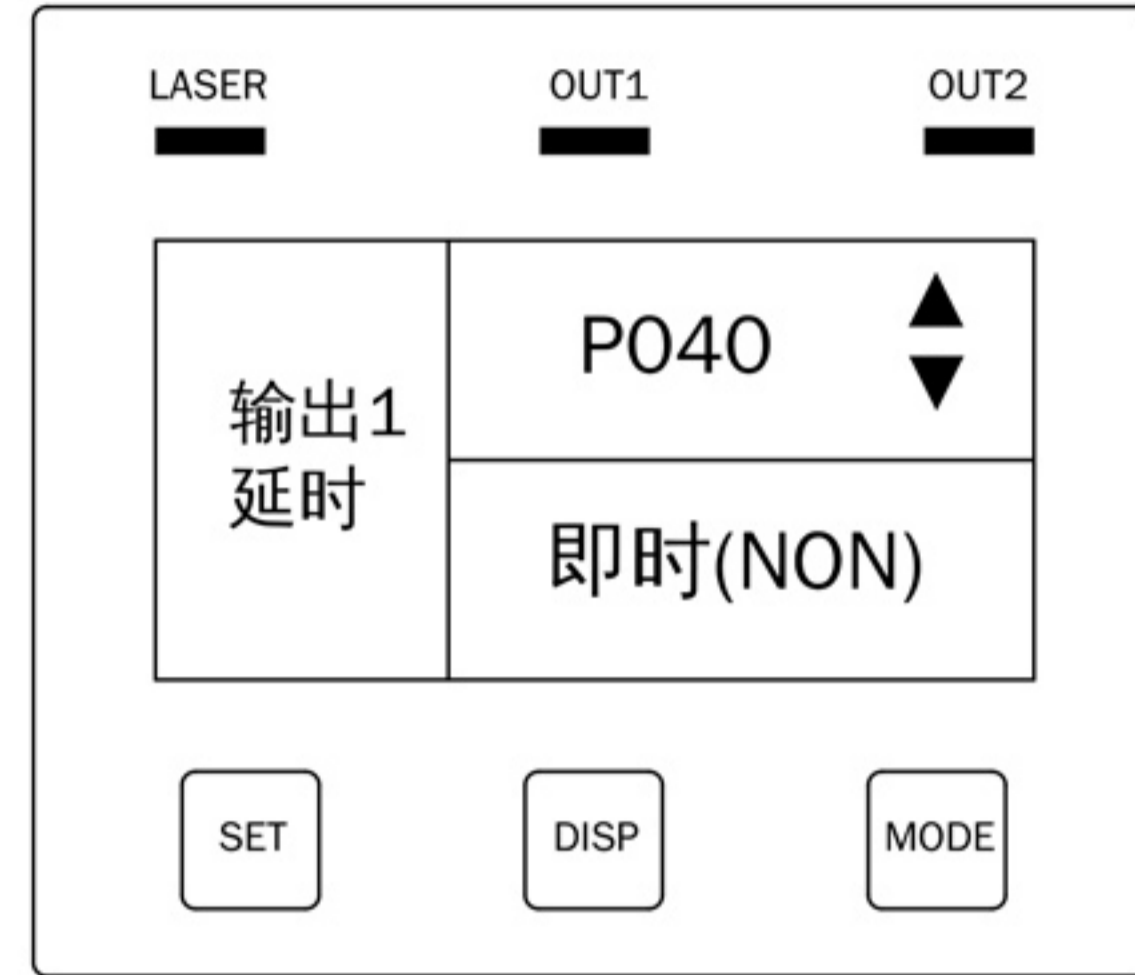 LASER
OUT1
OUT2
输出1
延时
P040
即时(NON)
SET
DISP
MODE